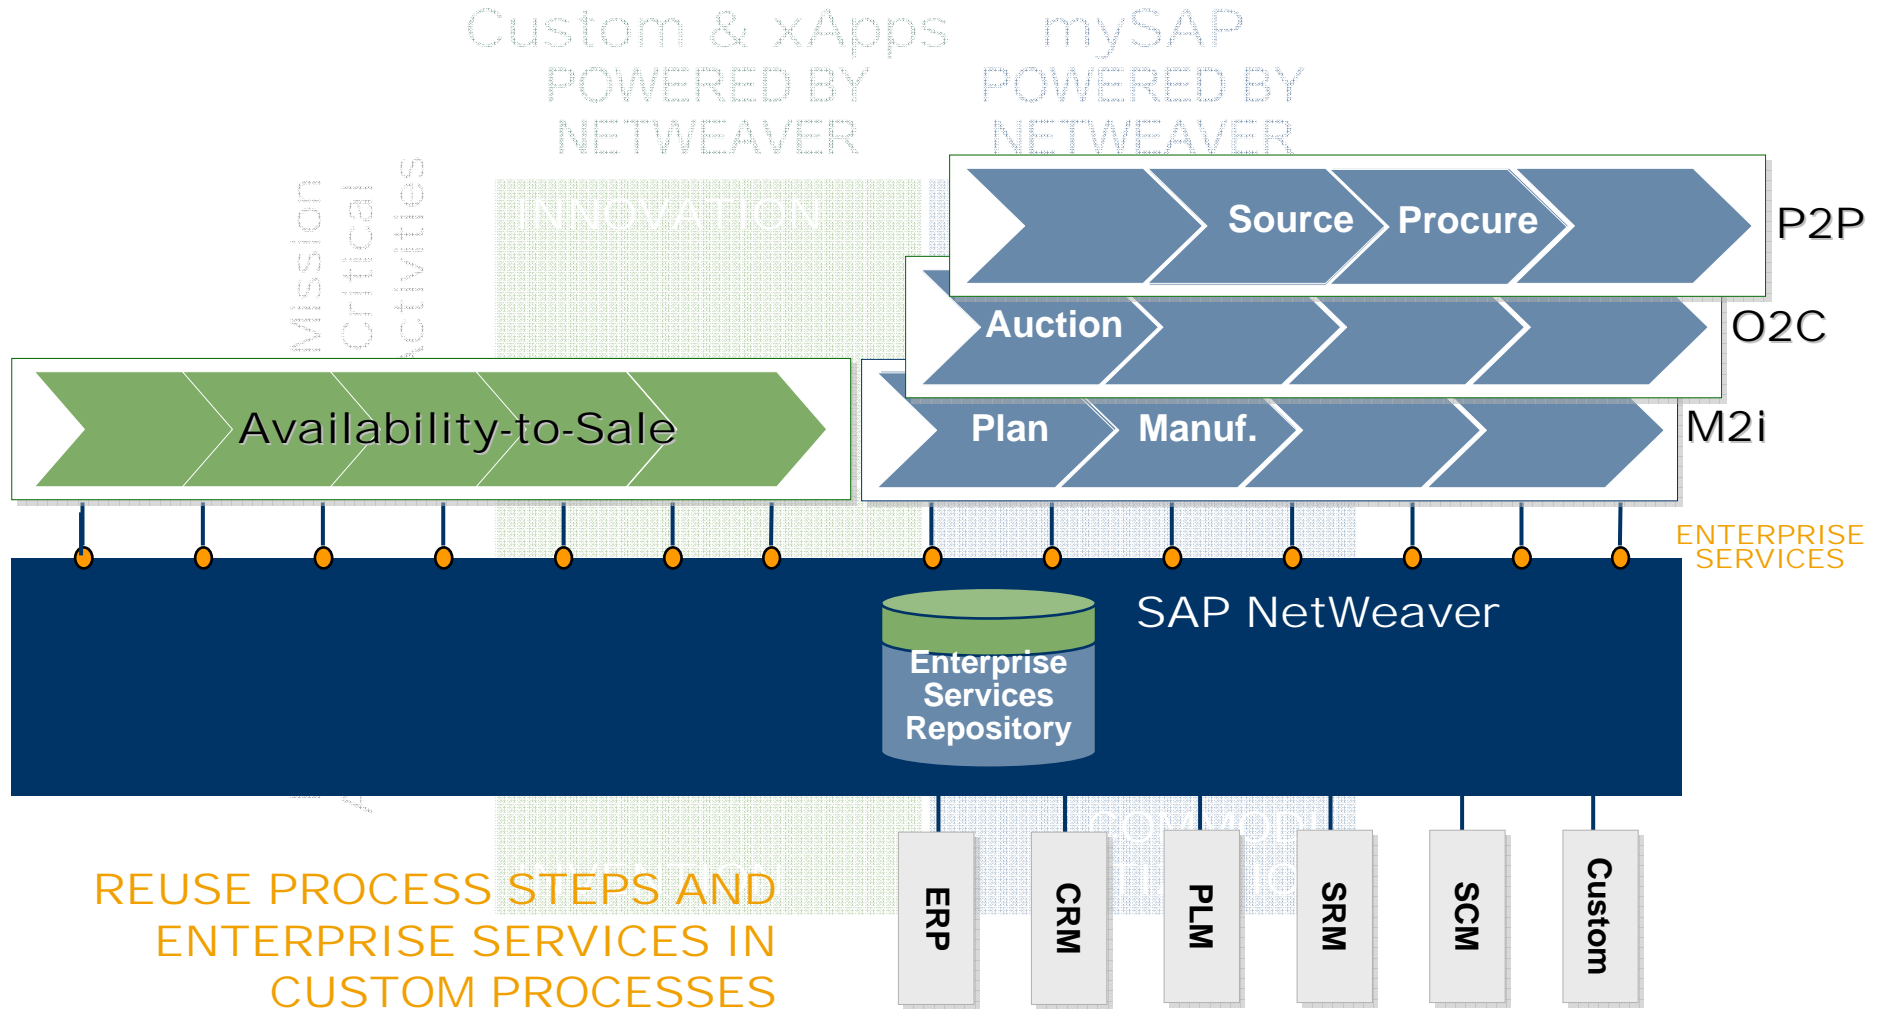 Custom & xApps
POWERED BY
NETWEAVER
mySAP
POWERED BY
NETWEAVER
Mission
Critical
Activities
INNOVATION
Source
Procure
P2P
Auction
O2C
Availability-to-Sale
Plan
Manuf.
M2i
ENTERPRISE
SERVICES
SAP NetWeaver
Enterprise
Services
Repository
REUSE PROCESS STEPS AND
ENTERPRISE SERVICES IN
CUSTOM PROCESSES
ERP
CRM
PLM
SRM
SCM
Custom